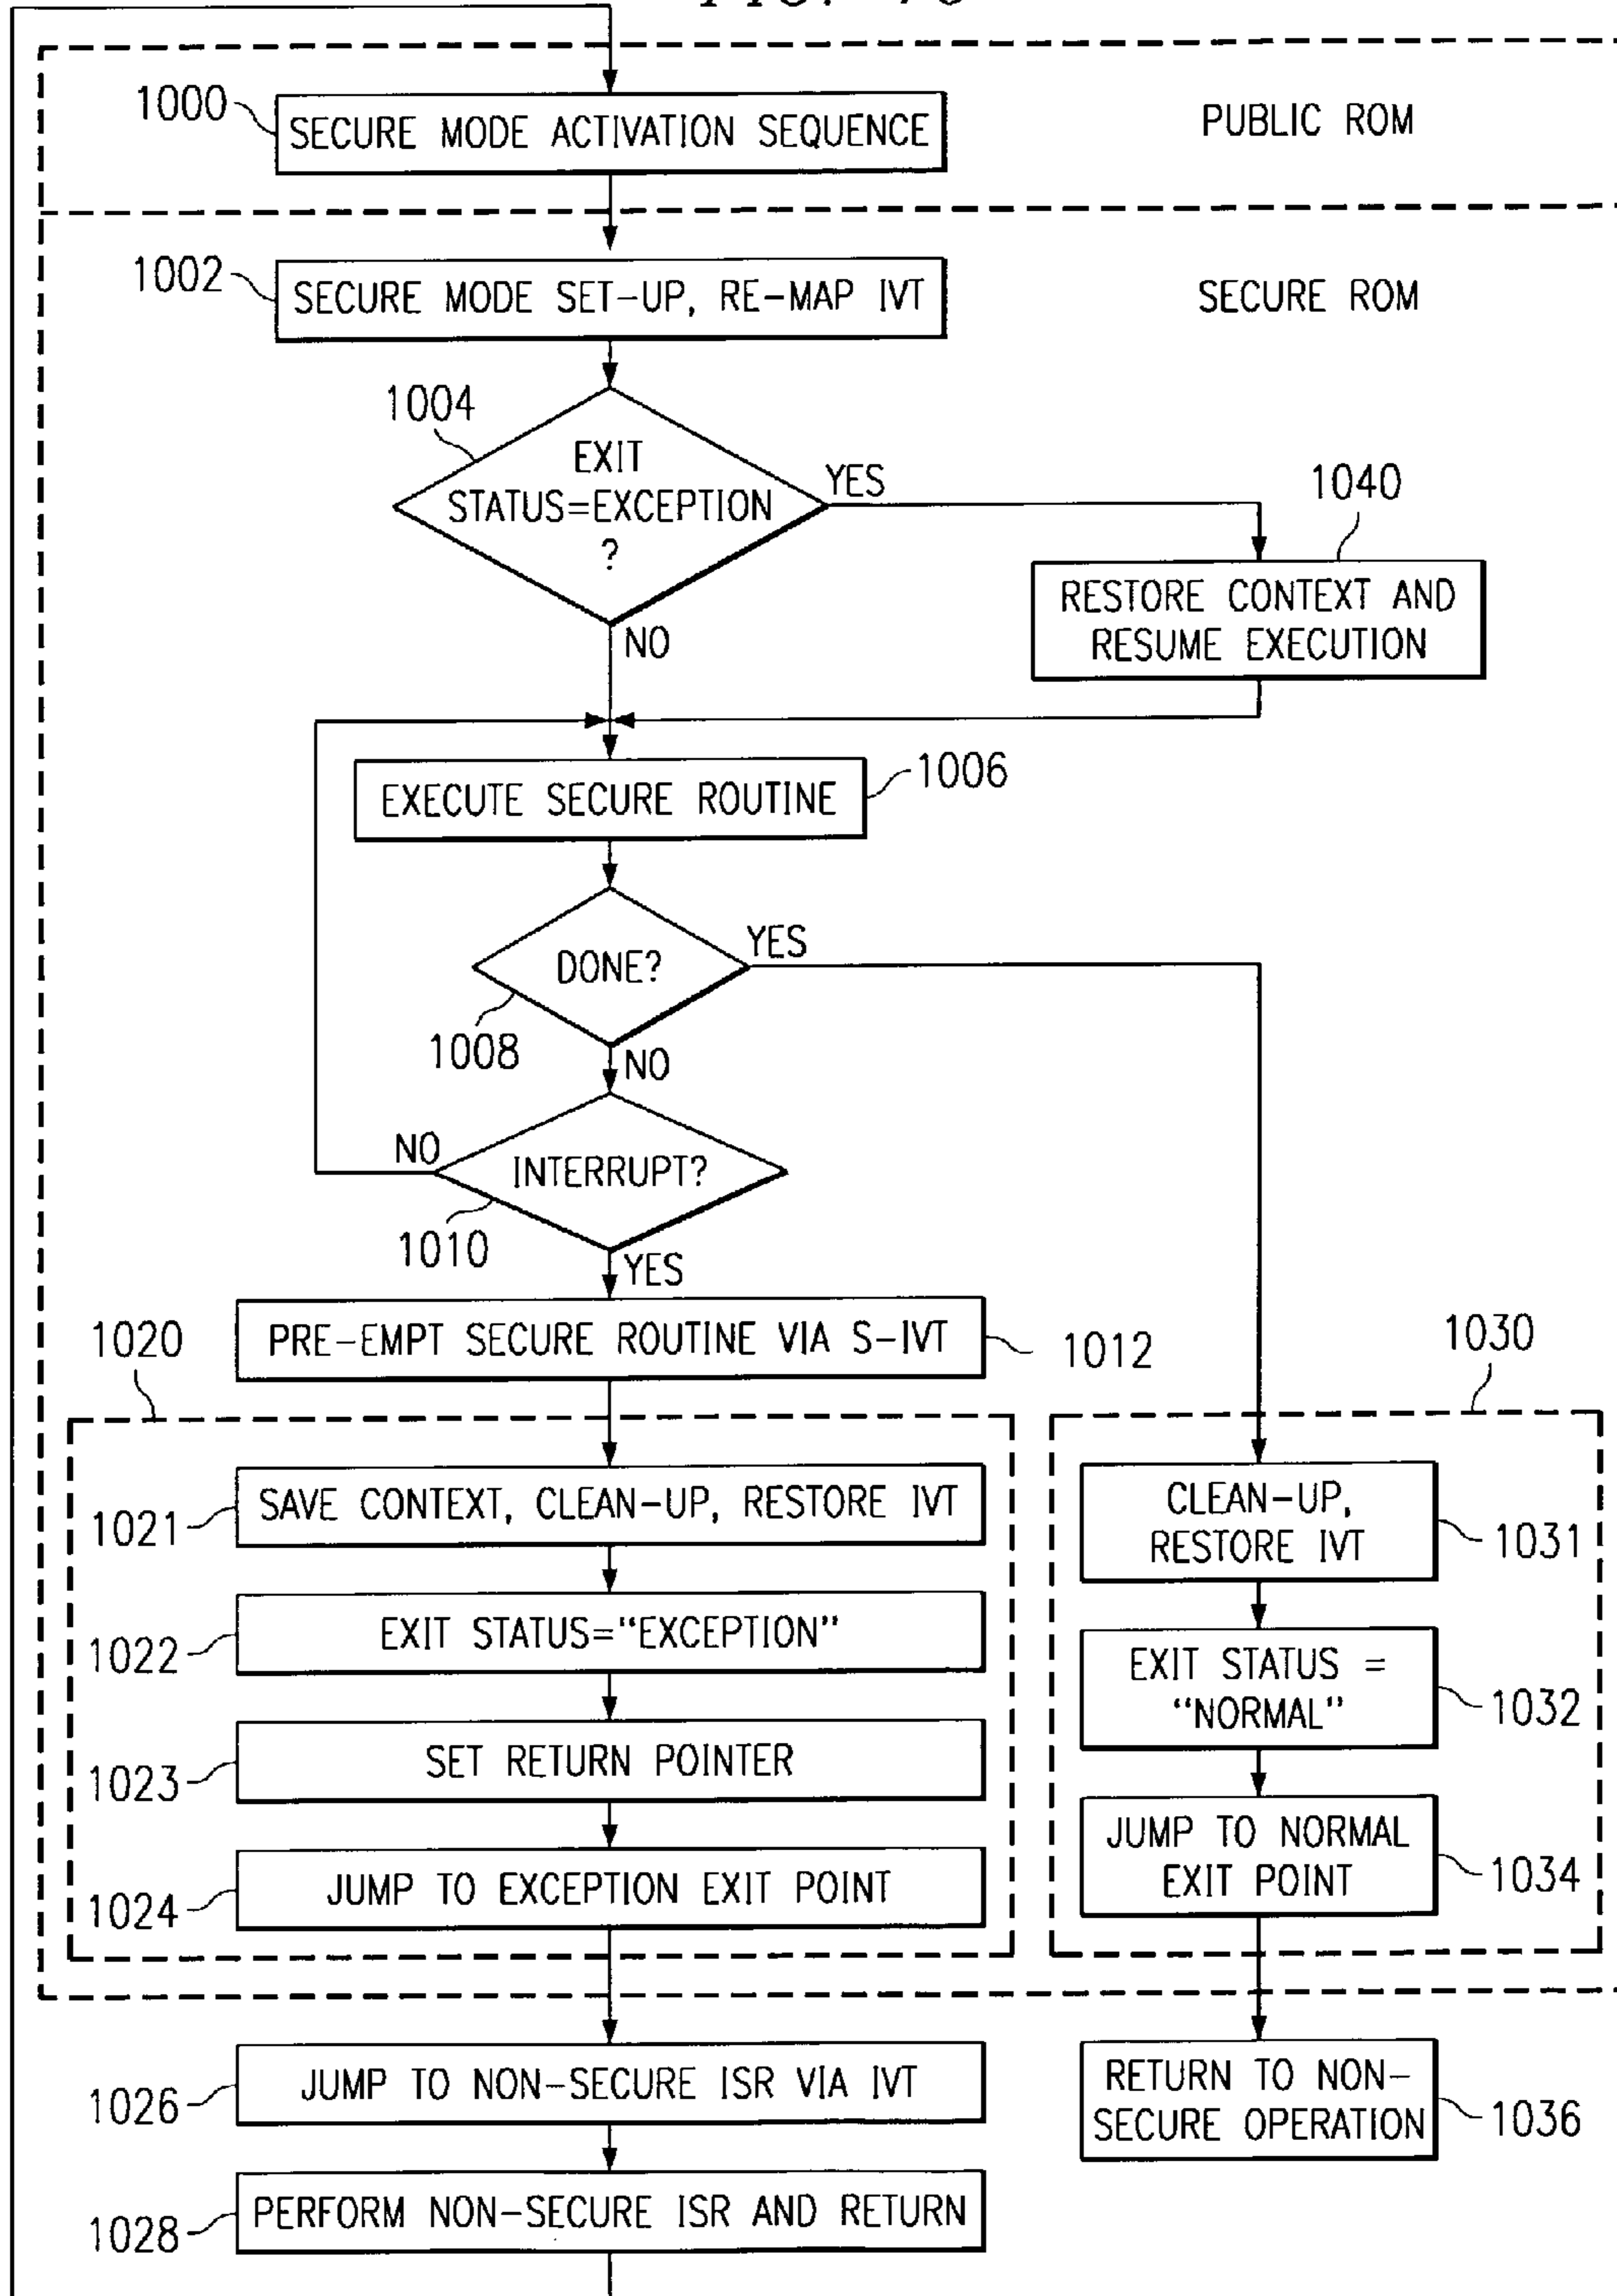 1000
SECURE MODE ACTIVATION SEQUENCE
PUBLIC ROM
1002
SECURE MODE SET-UP, RE-MAP IVT
SECURE ROM
1004
EXIT
STATUS=EXCEPTION
?
YES
NO
1040
RESTORE CONTEXT AND
RESUME EXECUTION
EXECUTE SECURE ROUTINE
1006
DONE?
YES
1008
NO
NO
INTERRUPT?
1010
YES
PRE-EMPT SECURE ROUTINE VIA S-IVT
1012
1020
1030
SAVE CONTEXT, CLEAN-UP, RESTORE IVT
1021
EXIT STATUS="EXCEPTION"
1022
SET RETURN POINTER
1023
JUMP TO EXCEPTION EXIT POINT
1024
CLEAN-UP,
RESTORE IVT
1031
EXIT STATUS =
"NORMAL"
1032
JUMP TO NORMAL
EXIT POINT
1034
JUMP TO NON-SECURE ISR VIA IVT
1026
RETURN TO NON-
SECURE OPERATION
1036
PERFORM NON-SECURE ISR AND RETURN
1028